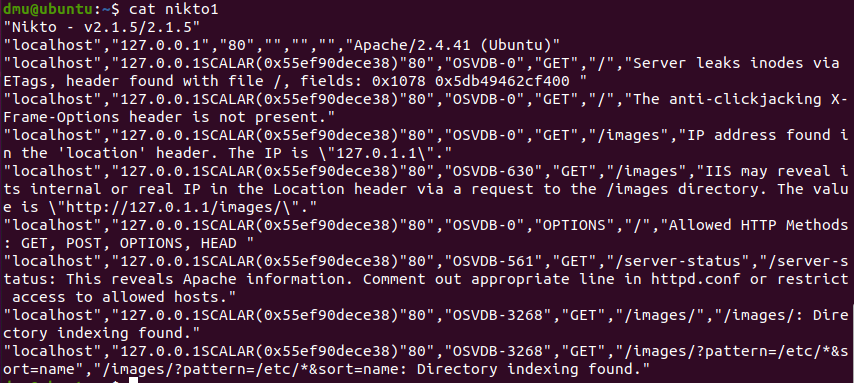 dmu@ubuntu:~$ cat nikto1
"Nikto - v2.1.5/2.1.5"
"localhost","127.0.0.1","80","","","","Apache/2.4.41 (Ubuntu)"
"localhost","127.0.0.1SCALAR(0x55ef90dece38)"80","OSVDB-0","GET","/","Server leaks inodes via
ETags, header found with file /, fields: 0x1078 0x5db49462cf400 "
"localhost","127.0.0.1SCALAR(0x55ef90dece38)"80","OSVDB-0","GET","/","The anti-clickjacking X-
Frame-Options header is not present."
"localhost","127.0.0.1SCALAR(0x55ef90dece38)"80","OSVDB-0","GET","/images","IP address found i
n the 'location' header. The IP is \"127.0.1.1\"."
"localhost","127.0.0.1SCALAR(0x55ef90dece38)"80","OSVDB-630","GET","/images","IIS may reveal i
ts internal or real IP in the Location header via a request to the /images directory. The valu
e is \"http://127.0.1.1/images/\"."
"localhost","127.0.0.1SCALAR(0x55ef90dece38)"80","OSVDB-0","OPTIONS","/","Allowed HTTP Methods
: GET, POST, OPTIONS, HEAD "
"localhost","127.0.0.1SCALAR(0x55ef90dece38)"80","OSVDB-561","GET","/server-status","/server-s
tatus: This reveals Apache information. Comment out appropriate line in httpd.conf or restrict
 access to allowed hosts."
"localhost","127.0.0.1SCALAR(0x55ef90dece38)"80","OSVDB-3268","GET","/images/","/images/: Dire
ctory indexing found."
"localhost","127.0.0.1SCALAR(0x55ef90dece38)"80","OSVDB-3268","GET","/images/?pattern=/etc/*&s
ort=name","/images/?pattern=/etc/*&sort=name: Directory indexing found."